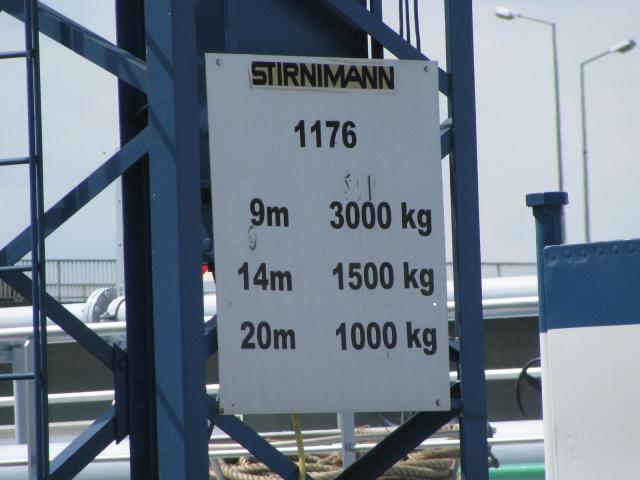 STIRNIMANN
1176
9m 3000 kg
14m 1500 kg
20m 1000 kg